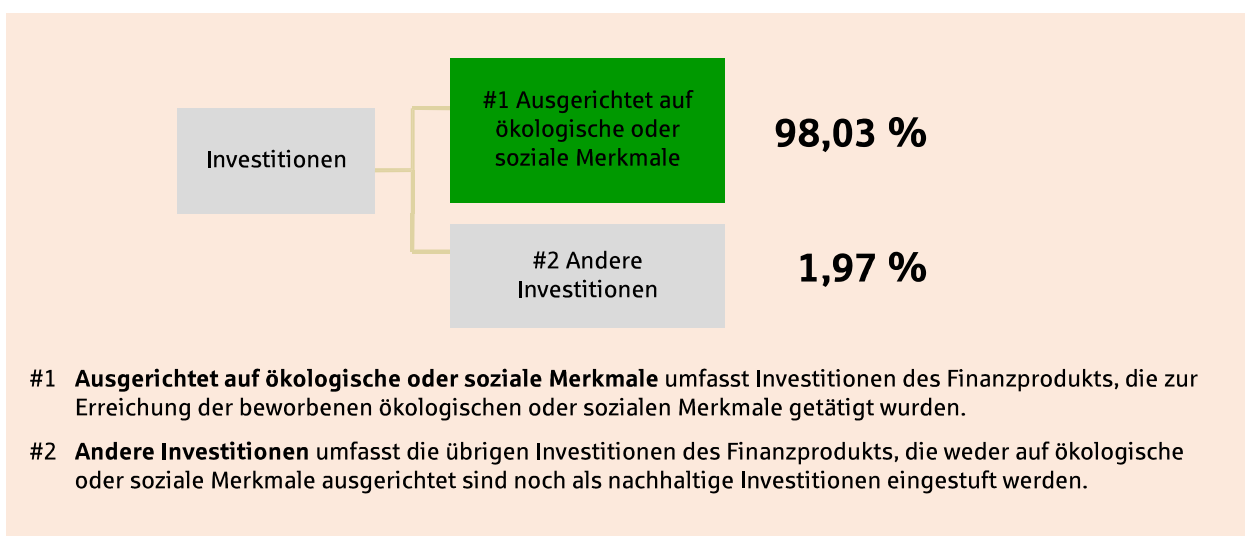 #1 Ausgerichtet auf
ökologische oder
soziale Merkmale
98,03 %
Investitionen
#2 Andere
Investitionen
1,97 %
#1 Ausgerichtet auf ökologische oder soziale Merkmale umfasst Investitionen des Finanzprodukts, die zur
Erreichung der beworbenen ökologischen oder sozialen Merkmale getätigt wurden.
#2 Andere Investitionen umfasst die übrigen Investitionen des Finanzprodukts, die weder auf ökologische
oder soziale Merkmale ausgerichtet sind noch als nachhaltige Investitionen eingestuft werden.